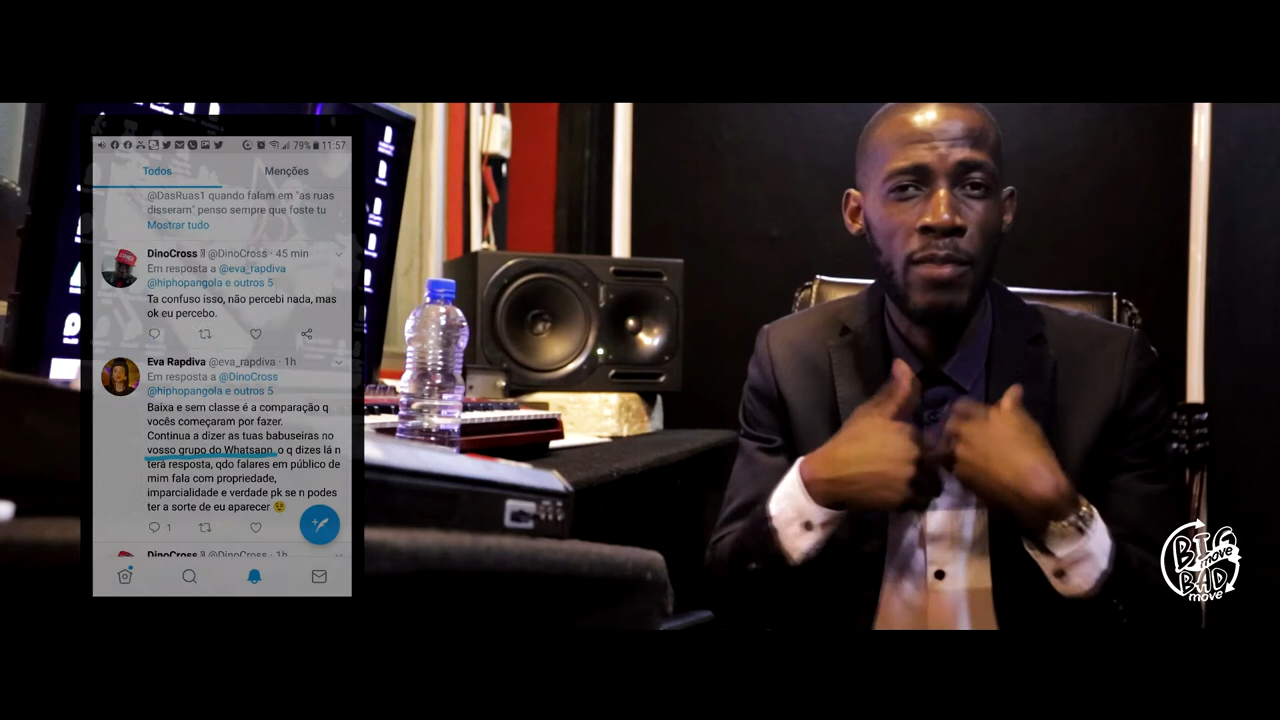 79% 11:57
Todos Menções
@DasRuas1 quando falam em "as ruas
disseram" penso sempre que foste tu
Mostrar tudo
DinoCross @DinoCross · 45 min
Em resposta a @eva_rapdiva
@hiphopangola e outros 5
Ta confuso isso, não percebi nada, mas
ok eu percebo.
Eva Rapdiva @eva_rapdiva · 1h
Em resposta a @DinoCross
@hiphopangola e outros 5
Baixa e sem classe é a comparação q
vocês começaram por fazer.
Continua a dizer as tuas babuseiras no
vosso grupo do Whatsapp, o q dizes lá n
terá resposta, qdo falares em público de
mim fala com propriedade,
imparcialidade e verdade pk se n podes
ter a sorte de eu aparecer 😉
1
DinoCross @DinoCross · 1h
BIG
move
BAD
move